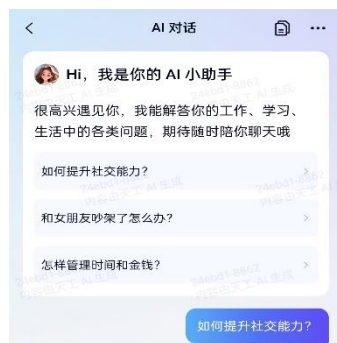 AI 对话
Hi，我是你的 AI 小助手
很高兴遇见你，我能解答你的工作、学习、
生活中的各类问题，期待随时陪你聊天哦
如何提升社交能力？
和女朋友吵架了怎么办？
怎样管理时间和金钱？
如何提升社交能力？